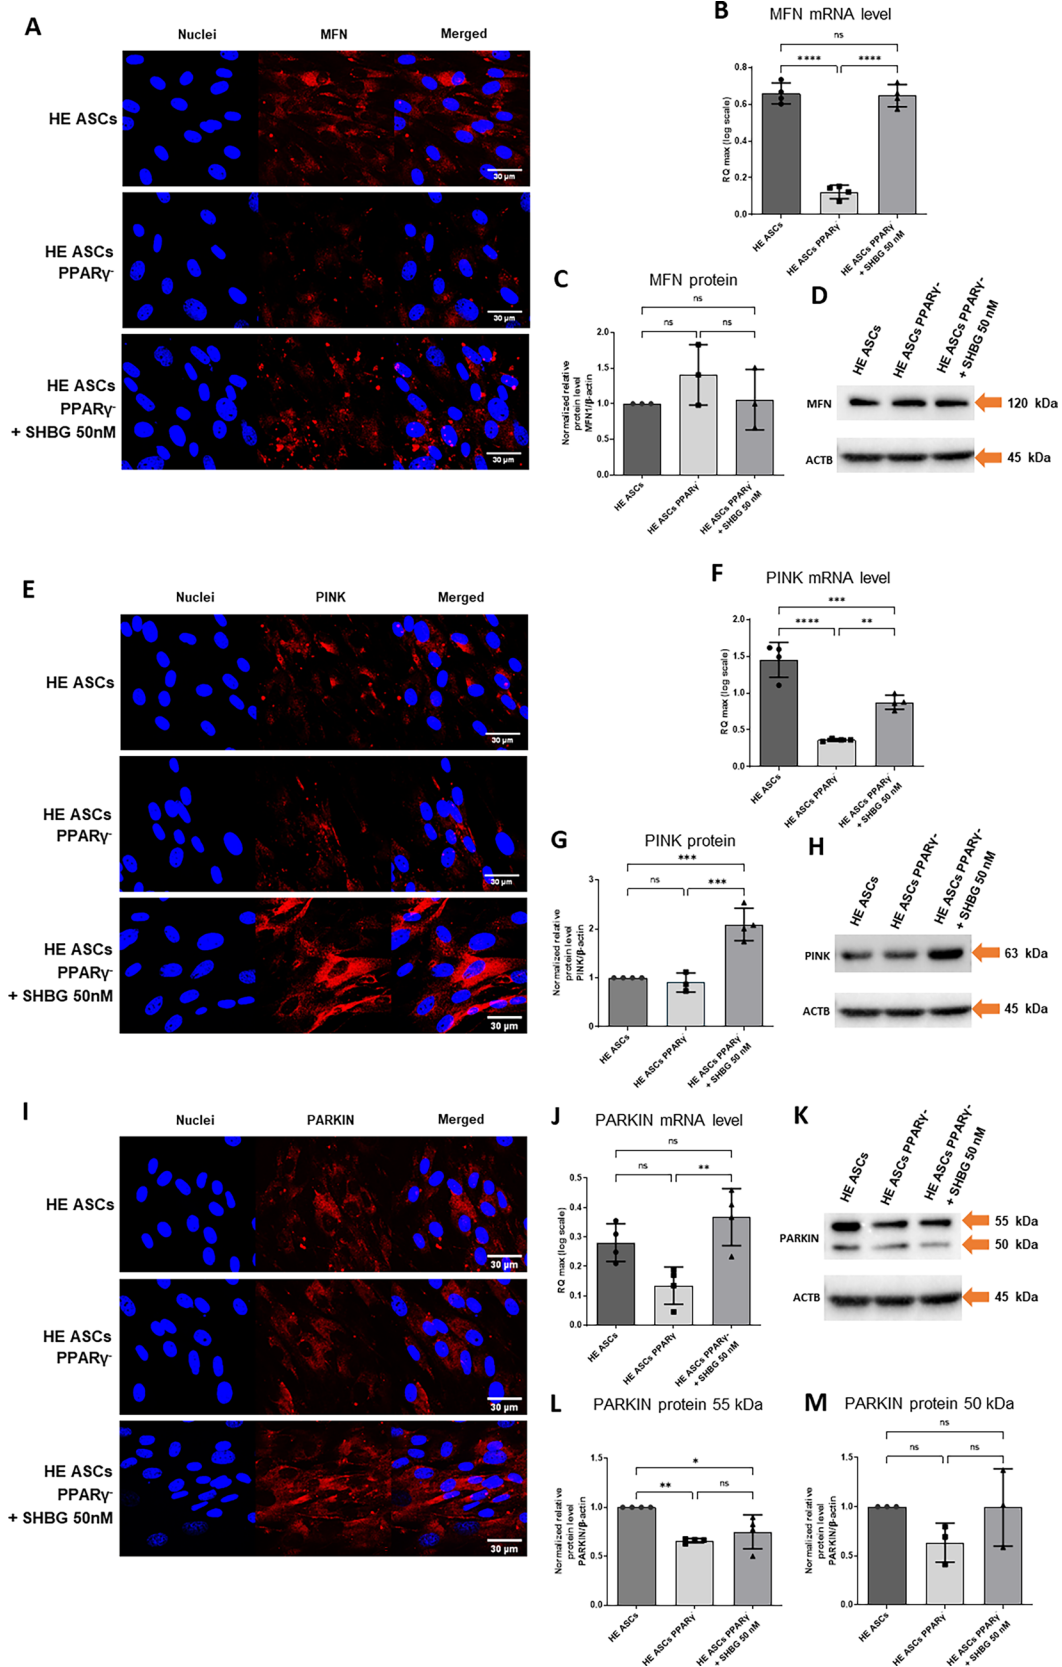 A
Nuclei MFN Merged
HE ASCs
30 µm
HE ASCs
PPARγ-
30 µm
HE ASCs
PPARγ-
+ SHBG 50nM
30 µm
B
MFN mRNA level
ns
**** ****
RQ max (log scale)
0.8
0.6
0.4
0.2
0.0
HE ASCs
HE ASCs PPARγ-
HE ASCs PPARγ-
+ SHBG 50 nM
C
MFN protein
ns
ns ns
Normalized relative
protein level
MFN1/β-actin
2.0
1.5
1.0
0.5
0.0
HE ASCs
HE ASCs PPARγ-
HE ASCs PPARγ-
+ SHBG 50 nM
D
HE ASCs
HE ASCs PPARγ-
HE ASCs PPARγ-
+ SHBG 50 nM
MFN 120 kDa
ACTB 45 kDa
E
Nuclei PINK Merged
HE ASCs
30 µm
HE ASCs
PPARγ-
30 µm
HE ASCs
PPARγ-
+ SHBG 50nM
30 µm
F
PINK mRNA level
***
**** **
RQ max (log scale)
2.0
1.5
1.0
0.5
0.0
HE ASCs
HE ASCs PPARγ-
HE ASCs PPARγ-
+ SHBG 50 nM
G
PINK protein
***
ns ***
Normalized relative
protein level
PINK/β-actin
3
2
1
0
HE ASCs
HE ASCs PPARγ-
HE ASCs PPARγ-
+ SHBG 50 nM
H
HE ASCs
HE ASCs PPARγ-
HE ASCs PPARγ-
+ SHBG 50 nM
PINK 63 kDa
ACTB 45 kDa
I
Nuclei PARKIN Merged
HE ASCs
30 µm
HE ASCs
PPARγ-
30 µm
HE ASCs
PPARγ-
+ SHBG 50nM
30 µm
J
PARKIN mRNA level
ns
ns **
RQ max (log scale)
0.5
0.4
0.3
0.2
0.1
0.0
HE ASCs
HE ASCs PPARγ
HE ASCs PPARγ-
+ SHBG 50 nM
K
HE ASCs
HE ASCs PPARγ-
HE ASCs PPARγ-
+ SHBG 50 nM
PARKIN
55 kDa
50 kDa
ACTB 45 kDa
L
PARKIN protein 55 kDa
*
** ns
Normalized relative
protein level
PARKIN/β-actin
1.5
1.0
0.5
0.0
HE ASCs
HE ASCs PPARγ-
HE ASCs PPARγ-
+ SHBG 50 nM
M
PARKIN protein 50 kDa
ns
ns ns
Normalized relative
protein level
PARKIN/β-actin
1.5
1.0
0.5
0.0
HE ASCs
HE ASCs PPARγ-
HE ASCs PPARγ-
+ SHBG 50 nM